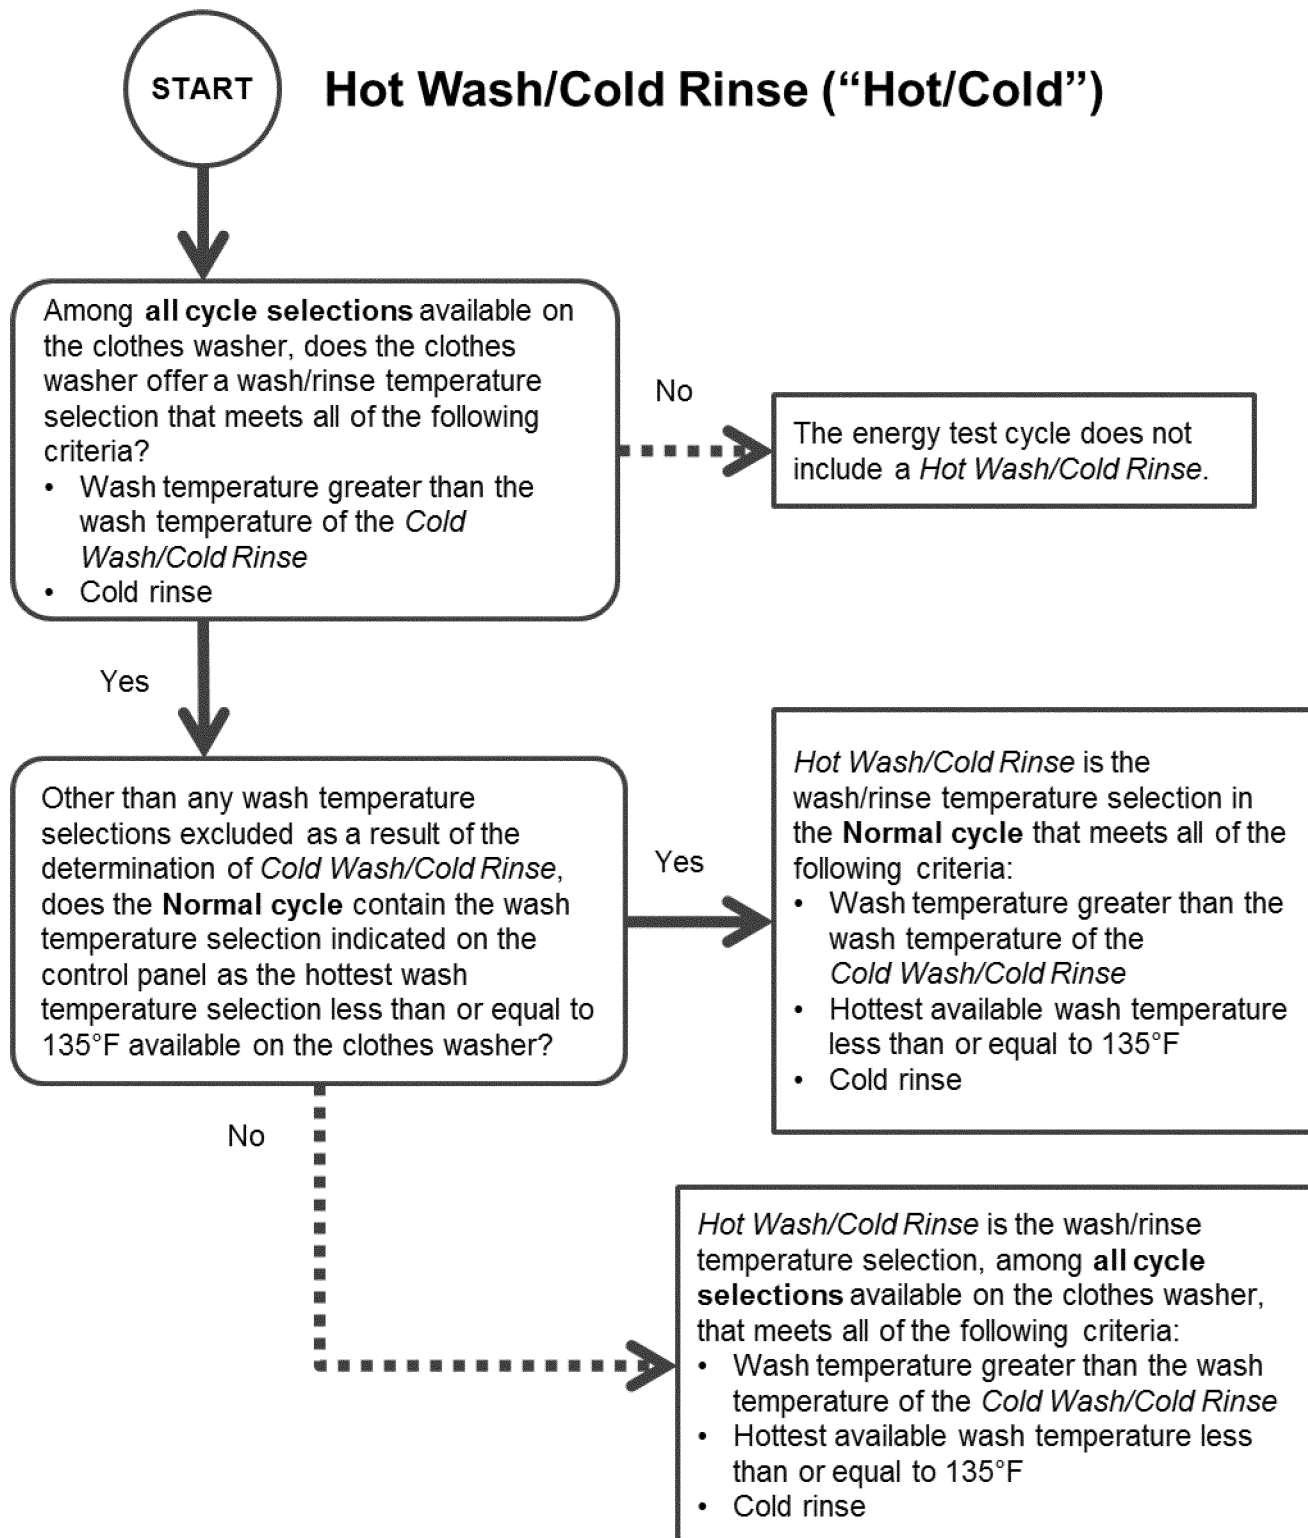 START
Hot Wash/Cold Rinse (“Hot/Cold”)
Among all cycle selections available on
the clothes washer, does the clothes
washer offer a wash/rinse temperature
selection that meets all of the following
criteria?
• Wash temperature greater than the
wash temperature of the Cold
Wash/Cold Rinse
• Cold rinse
No
The energy test cycle does not
include a Hot Wash/Cold Rinse.
Yes
Other than any wash temperature
selections excluded as a result of the
determination of Cold Wash/Cold Rinse,
does the Normal cycle contain the wash
temperature selection indicated on the
control panel as the hottest wash
temperature selection less than or equal to
135°F available on the clothes washer?
Yes
Hot Wash/Cold Rinse is the
wash/rinse temperature selection in
the Normal cycle that meets all of the
following criteria:
• Wash temperature greater than the
wash temperature of the
Cold Wash/Cold Rinse
• Hottest available wash temperature
less than or equal to 135°F
• Cold rinse
No
Hot Wash/Cold Rinse is the wash/rinse
temperature selection, among all cycle
selections available on the clothes washer,
that meets all of the following criteria:
• Wash temperature greater than the wash
temperature of the Cold Wash/Cold Rinse
• Hottest available wash temperature less
than or equal to 135°F
• Cold rinse